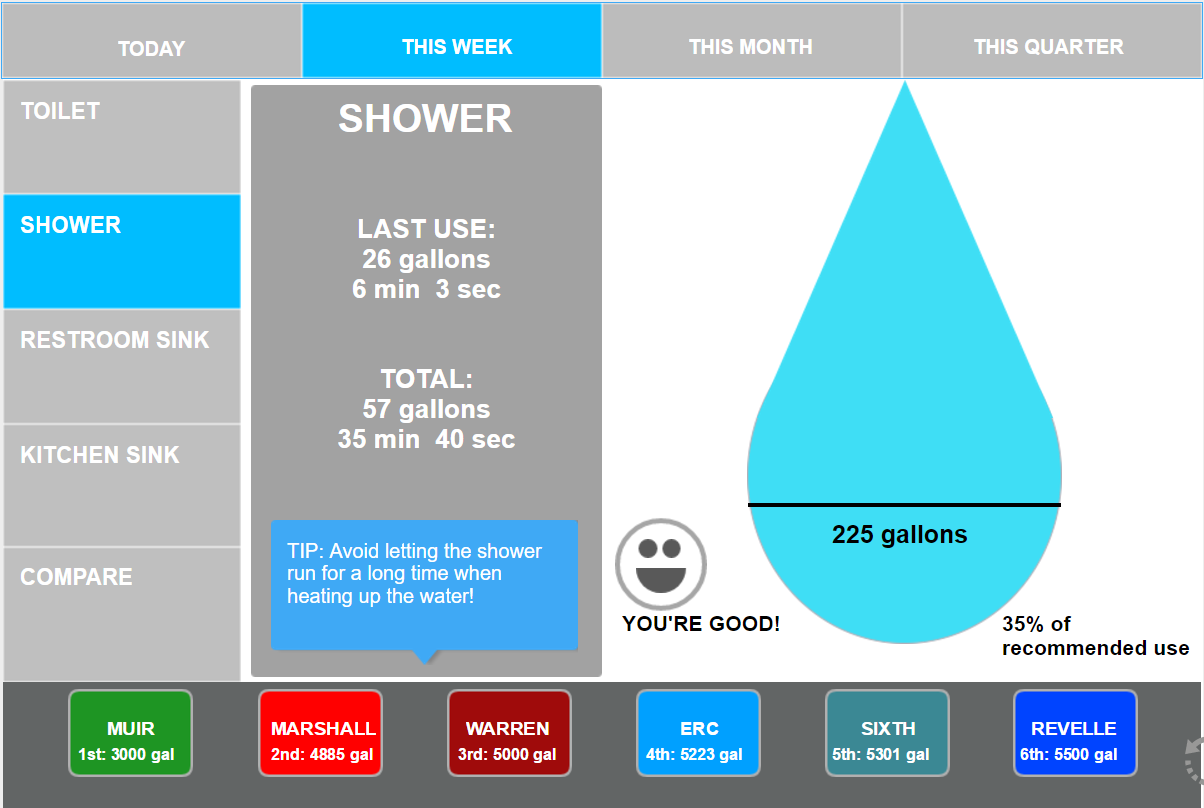 TODAY
THIS WEEK
THIS MONTH
THIS QUARTER
TOILET
SHOWER
RESTROOM SINK
KITCHEN SINK
COMPARE
SHOWER
LAST USE:
26 gallons
6 min 3 sec
TOTAL:
57 gallons
35 min 40 sec
TIP: Avoid letting the shower
run for a long time when
heating up the water!
YOU'RE GOOD!
225 gallons
35% of
recommended use
MUIR
1st: 3000 gal
MARSHALL
2nd: 4885 gal
WARREN
3rd: 5000 gal
ERC
4th: 5223 gal
SIXTH
5th: 5301 gal
REVELLE
6th: 5500 gal